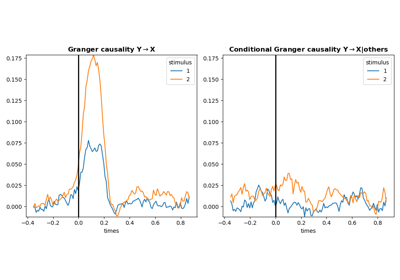 Granger causality Y→X
stimulus
1
2
0.175
0.150
0.125
0.100
0.075
0.050
0.025
0.000
−0.4 −0.2 0.0 0.2 0.4 0.6 0.8
times
Conditional Granger causality Y→X|others
stimulus
1
2
0.175
0.150
0.125
0.100
0.075
0.050
0.025
0.000
−0.4 −0.2 0.0 0.2 0.4 0.6 0.8
times